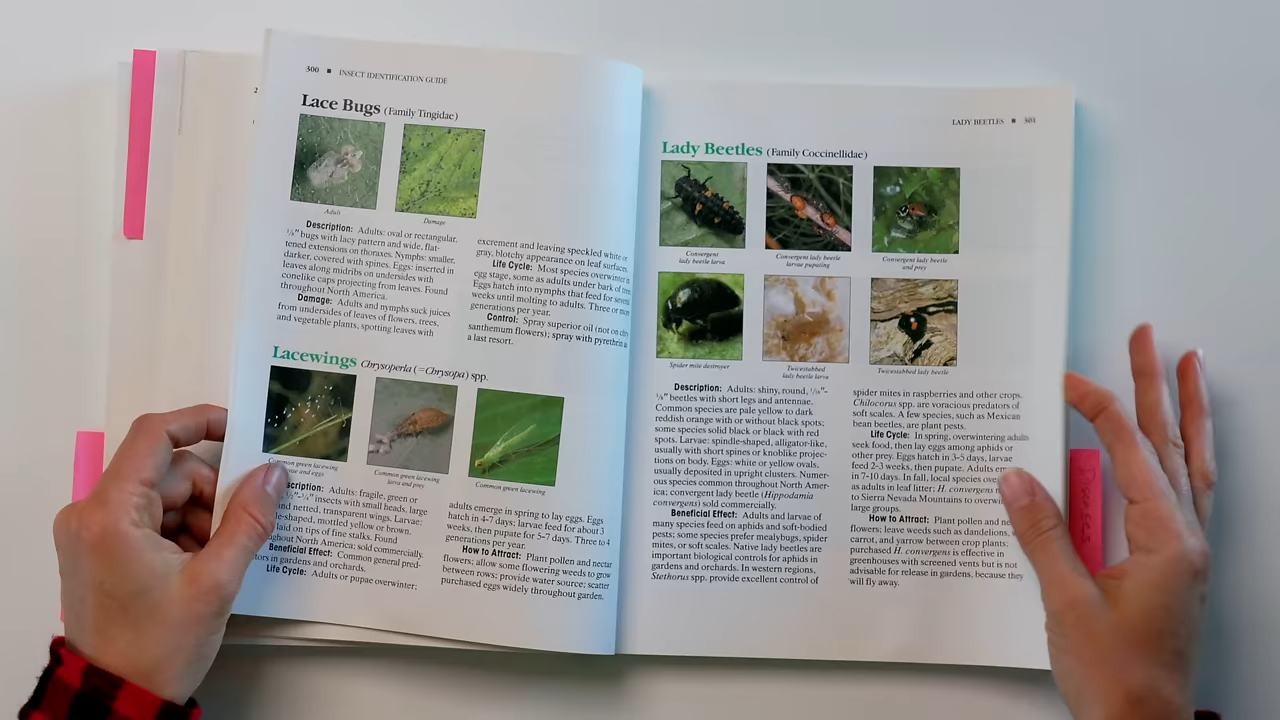 300 ■ INSECT IDENTIFICATION GUIDE
Lace Bugs (Family Tingidae)
Adult
Damage
Description: Adults: oval or rectangular,
1/8" bugs with lacy pattern and wide, flat-
tened extensions on thoraxes. Nymphs: smaller,
darker, covered with spines. Eggs: inserted in
leaves along midribs on undersides with
conelike caps projecting from leaves. Found
throughout North America.
Damage: Adults and nymphs suck juices
from undersides of leaves of flowers, trees,
and vegetable plants, spotting leaves with
excrement and leaving speckled white or
gray, blotchy appearance on leaf surfaces.
Life Cycle: Most species overwinter in
egg stage, some as adults under bark of trees.
Eggs hatch into nymphs that feed for several
weeks until molting to adults. Three or more
generations per year.
Control: Spray superior oil (not on chry
santhemum flowers); spray with pyrethrin as
a last resort.
Lacewings Chrysoperla (=Chrysopa) spp.
Common green lacewing
and eggs
Common green lacewing
larva and prey
Common green lacewing
Description: Adults: fragile, green or
1/2"–3/4" insects with small heads, large
and netted, transparent wings. Larvae:
-shaped, mottled yellow or brown.
laid on tips of fine stalks. Found
throughout North America; sold commercially.
Beneficial Effect: Common general pred-
ators in gardens and orchards.
Life Cycle: Adults or pupae overwinter;
adults emerge in spring to lay eggs. Eggs
hatch in 4-7 days; larvae feed for about 3
weeks, then pupate for 5–7 days. Three to 4
generations per year.
How to Attract: Plant pollen and nectar
flowers; allow some flowering weeds to grow
between rows; provide water source; scatter
purchased eggs widely throughout garden.
LADY BEETLES ■ 301
Lady Beetles (Family Coccinellidae)
Convergent
lady beetle larva
Convergent lady beetle
larvae pupating
Convergent lady beetle
and prey
Spider mite destroyer
Twicestabbed
lady beetle larva
Twicestabbed lady beetle
Description: Adults: shiny, round, 1/16"–
3/8" beetles with short legs and antennae.
Common species are pale yellow to dark
reddish orange with or without black spots;
some species solid black or black with red
spots. Larvae: spindle-shaped, alligator-like,
usually with short spines or knoblike projec-
tions on body. Eggs: white or yellow ovals,
usually deposited in upright clusters. Numer-
ous species common throughout North Amer-
ica; convergent lady beetle (Hippodamia
convergens) sold commercially.
Beneficial Effect: Adults and larvae of
many species feed on aphids and soft-bodied
pests; some species prefer mealybugs, spider
mites, or soft scales. Native lady beetles are
important biological controls for aphids in
gardens and orchards. In western regions,
Stethorus spp. provide excellent control of
spider mites in raspberries and other crops.
Chilocorus spp. are voracious predators of
soft scales. A few species, such as Mexican
bean beetles, are plant pests.
Life Cycle: In spring, overwintering adults
seek food, then lay eggs among aphids or
other prey. Eggs hatch in 3–5 days, larvae
feed 2–3 weeks, then pupate. Adults
in 7-10 days. In fall, local species
as adults in leaf litter; H. convergens
to Sierra Nevada Mountains to overwin
large groups.
How to Attract: Plant pollen and
flowers; leave weeds such as dandelions,
carrot, and yarrow between crop plants;
purchased H. convergens is effective in
greenhouses with screened vents but is not
advisable for release in gardens, because they
will fly away.